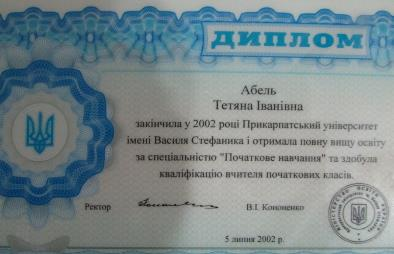 ДИПЛОМ
Абель
Тетяна Іванівна
закінчила у 2002 році Прикарпатський університет
імені Василя Стефаника і отримала повну вищу освіту
за спеціальністю "Початкове навчання" та здобула
кваліфікацію вчителя початкових класів.
Ректор В.І. Кононенко
5 липня 2002 р.